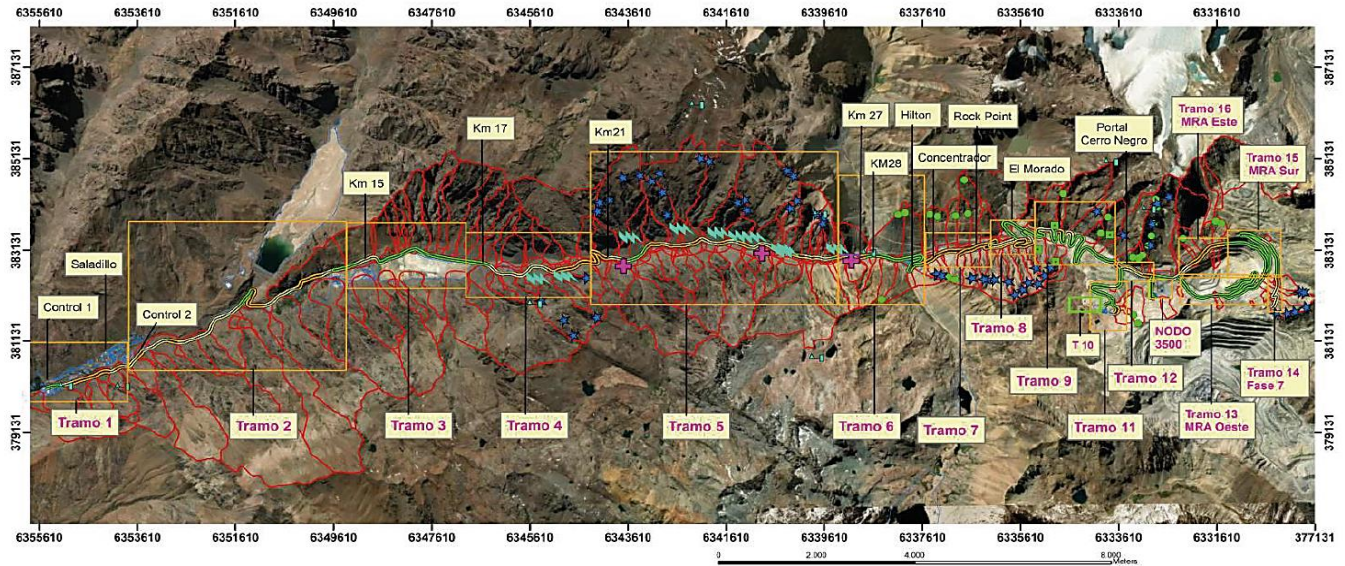 6355610 6353610 6351610 6349610 6347610 6345610 6343610 6341610 6339610 6337610 6335610 6333610 6331610
387131
387131
385131
385131
383131
383131
381131
381131
379131
379131
Control 1
Saladillo
Control 2
Km 15
Km 17
Km21
Km 27
KM28
Hilton
Concentrador
Rock Point
El Morado
Portal
Cerro Negro
Tramo 16
MRA Este
Tramo 15
MRA Sur
Tramo 1
Tramo 2
Tramo 3
Tramo 4
Tramo 5
Tramo 6
Tramo 7
Tramo 8
Tramo 9
T 10
Tramo 11
Tramo 12
NODO
3500
Tramo 13
MRA Oeste
Tramo 14
Fase 7
6355610 6353610 6351610 6349610 6347610 6345610 6343610 6341610 6339610 6337610 6335610 6333610 6331610 377131
0 2.000 4.000 8.000
Meters